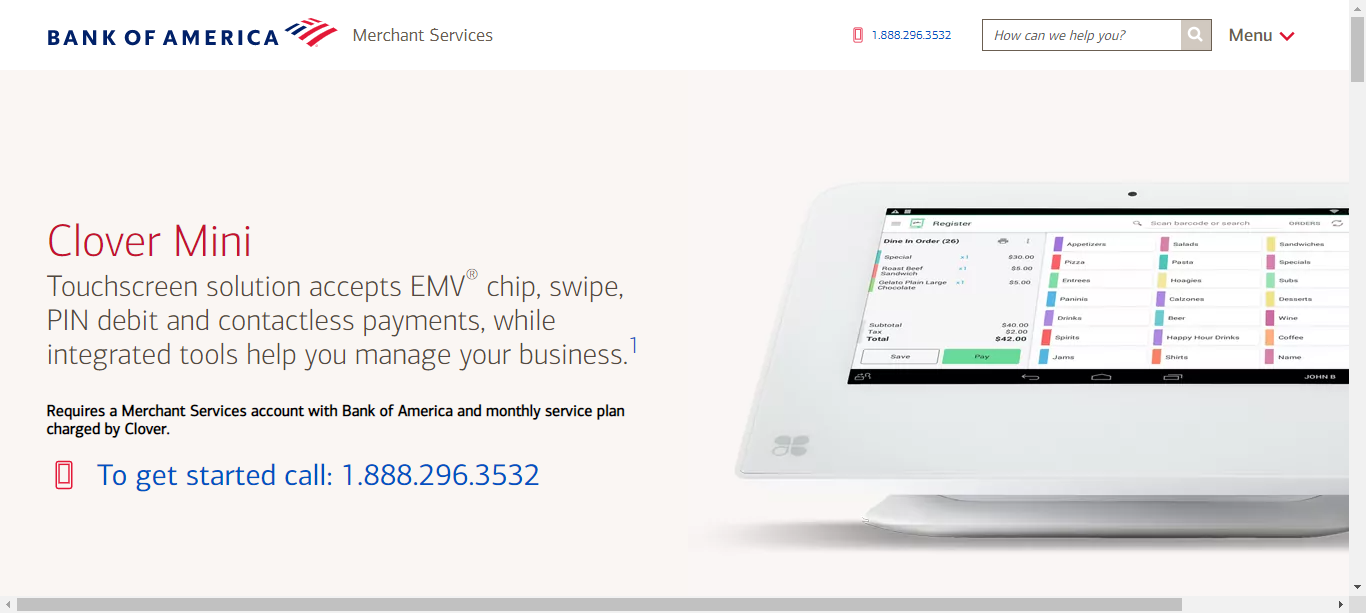 BANK OF AMERICA Merchant Services
1.888.296.3532
How can we help you?
Menu
Clover Mini
Touchscreen solution accepts EMV® chip, swipe,
PIN debit and contactless payments, while
integrated tools help you manage your business.1
Requires a Merchant Services account with Bank of America and monthly service plan
charged by Clover.
To get started call: 1.888.296.3532
Register
Scan barcode or search
ORDERS
Dine In Order (26)
Special x1 $30.00
Roast Beef x1 $5.00
Sandwich
Gelato Plain Large x1 $5.00
Chocolate
Subtotal $40.00
Tax $2.00
Total $42.00
Save Pay
Appetizers Salads Sandwiches
Pizza Pasta Specials
Entrees Hoagies Subs
Paninis Calzones Desserts
Drinks Beer Wine
Spirits Happy Hour Drinks Coffee
Jams Shirts Name
JOHN B